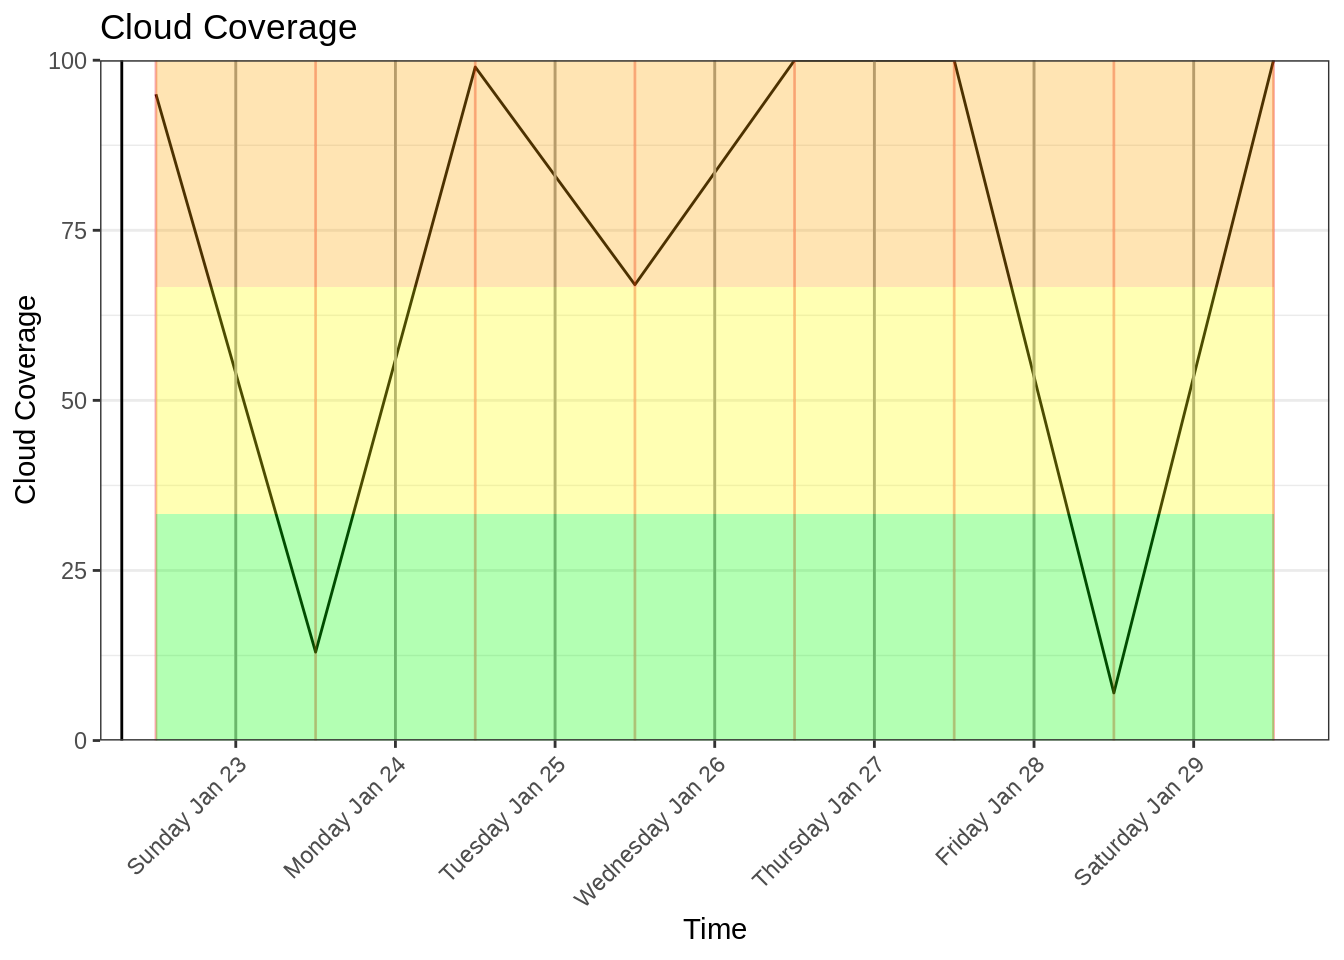 Cloud Coverage
100
75
50
25
0
Cloud Coverage
Sunday Jan 23
Monday Jan 24
Tuesday Jan 25
Wednesday Jan 26
Thursday Jan 27
Friday Jan 28
Saturday Jan 29
Time